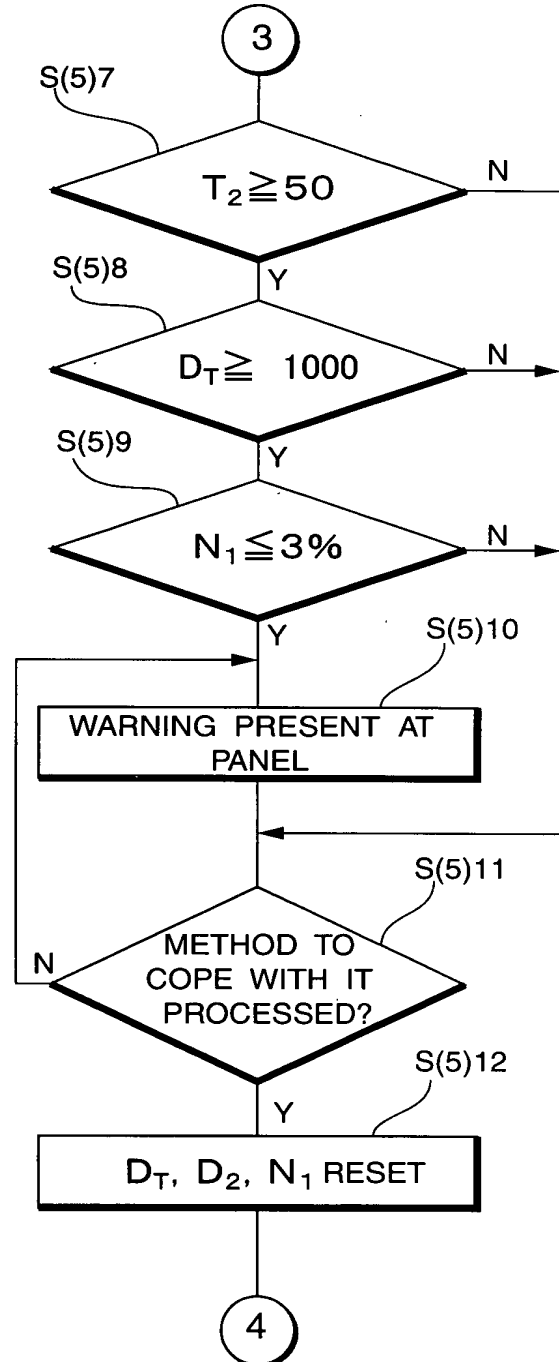 3
S(5)7
T₂≧50
N
Y
S(5)8
D_T≧ 1000
N
Y
S(5)9
N₁≦3%
N
Y
S(5)10
WARNING PRESENT AT
PANEL
S(5)11
METHOD TO
COPE WITH IT
PROCESSED?
N
Y
S(5)12
D_T, D₂, N₁ RESET
4